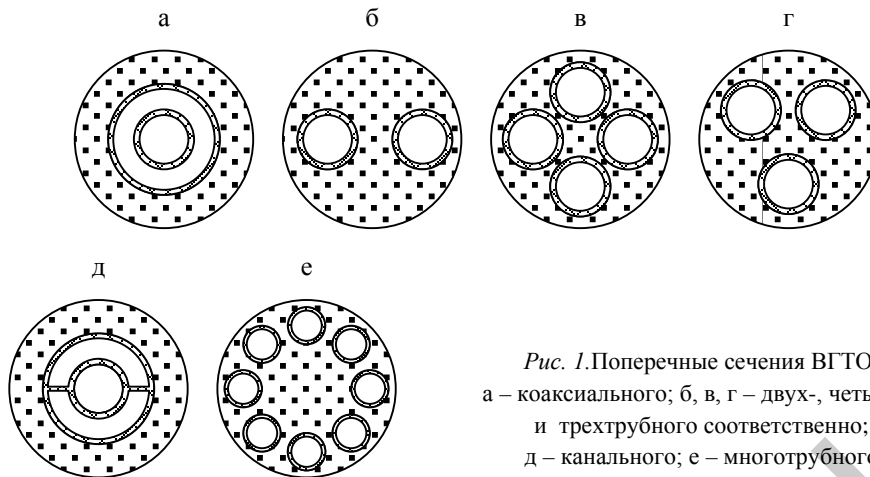 а б в г
д е
Рис. 1.Поперечные сечения ВГТО
а – коаксиального; б, в, г – двух-, четы
и трехтрубного соответственно;
д – канального; е – многотрубного